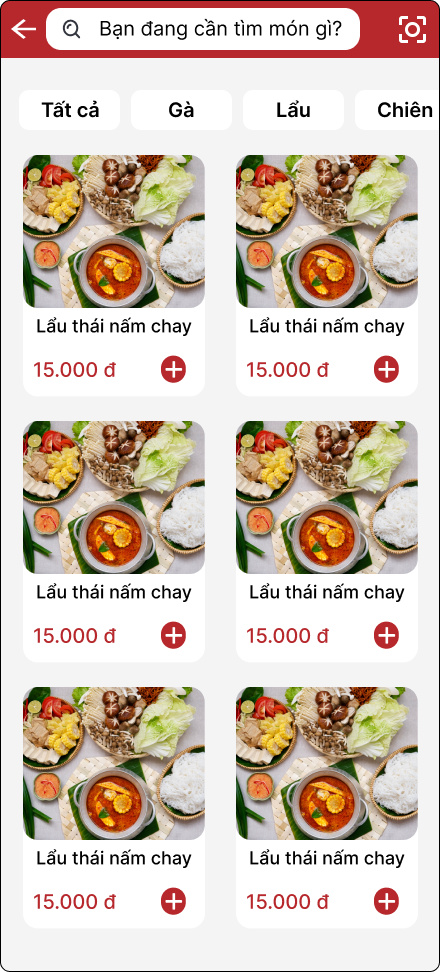 Bạn đang cần tìm món gì?
Tất cả Gà Lẩu Chiên
Lẩu thái nấm chay Lẩu thái nấm chay
15.000 đ 15.000 đ
Lẩu thái nấm chay Lẩu thái nấm chay
15.000 đ 15.000 đ
Lẩu thái nấm chay Lẩu thái nấm chay
15.000 đ 15.000 đ